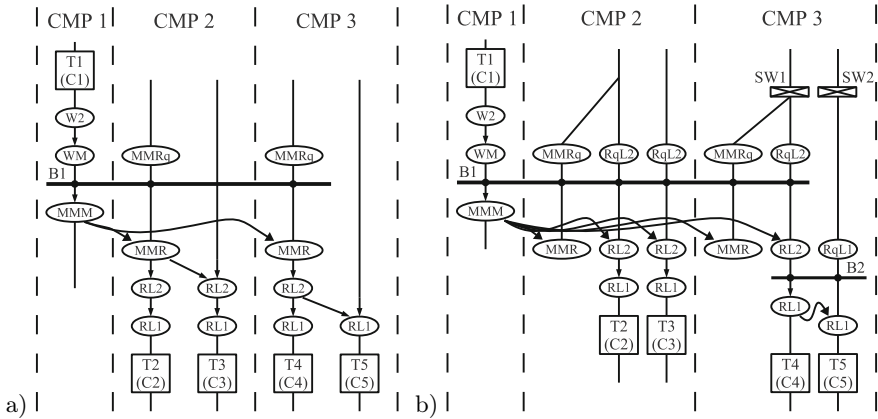 CMP 1 CMP 2 CMP 3
T1
(C1)
W2
WM MMRq MMRq
B1
MMM
MMR MMR
RL2 RL2 RL2
RL1 RL1 RL1 RL1
T2 T3 T4 T5
(C2) (C3) (C4) (C5)
a)
CMP 1 CMP 2 CMP 3
T1
(C1)
SW1 SW2
W2
WM MMRq RqL2 RqL2 MMRq RqL2
B1
MMM
MMR RL2 RL2 MMR RL2 RqL1
B2
RL1 RL1 RL1
RL1
T2 T3
(C2) (C3)
T4 T5
(C4) (C5)
b)